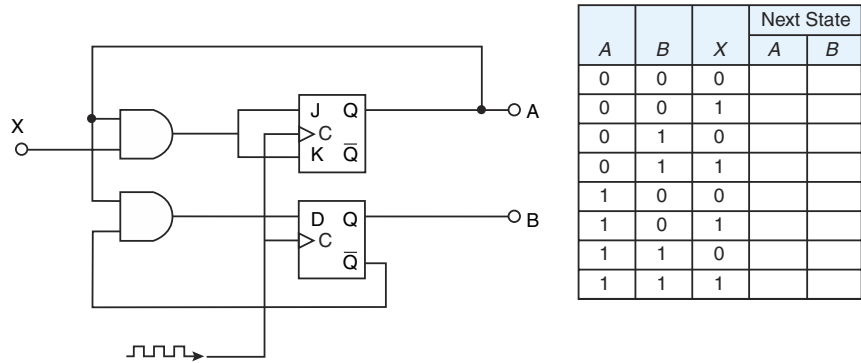 X
J Q
C
K Q̅
A
D Q
C
Q̅
B
Next State
A B X A B
0 0 0
0 0 1
0 1 0
0 1 1
1 0 0
1 0 1
1 1 0
1 1 1